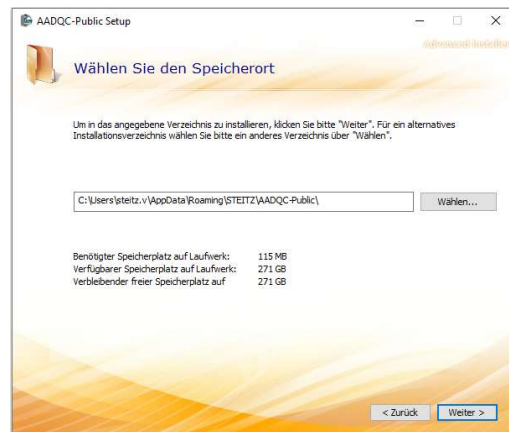 AADQC-Public Setup
Advanced Installer
Wählen Sie den Speicherort
Um in das angegebene Verzeichnis zu installieren, klicken Sie bitte "Weiter". Für ein alternatives
Installationsverzeichnis wählen Sie bitte ein anderes Verzeichnis über "Wählen".
C:\Users\steitz.v\AppData\Roaming\STEITZ\AADQC-Public\
Wählen...
Benötigter Speicherplatz auf Laufwerk: 115 MB
Verfügbarer Speicherplatz auf Laufwerk: 271 GB
Verbleibender freier Speicherplatz auf 271 GB
< Zurück Weiter >